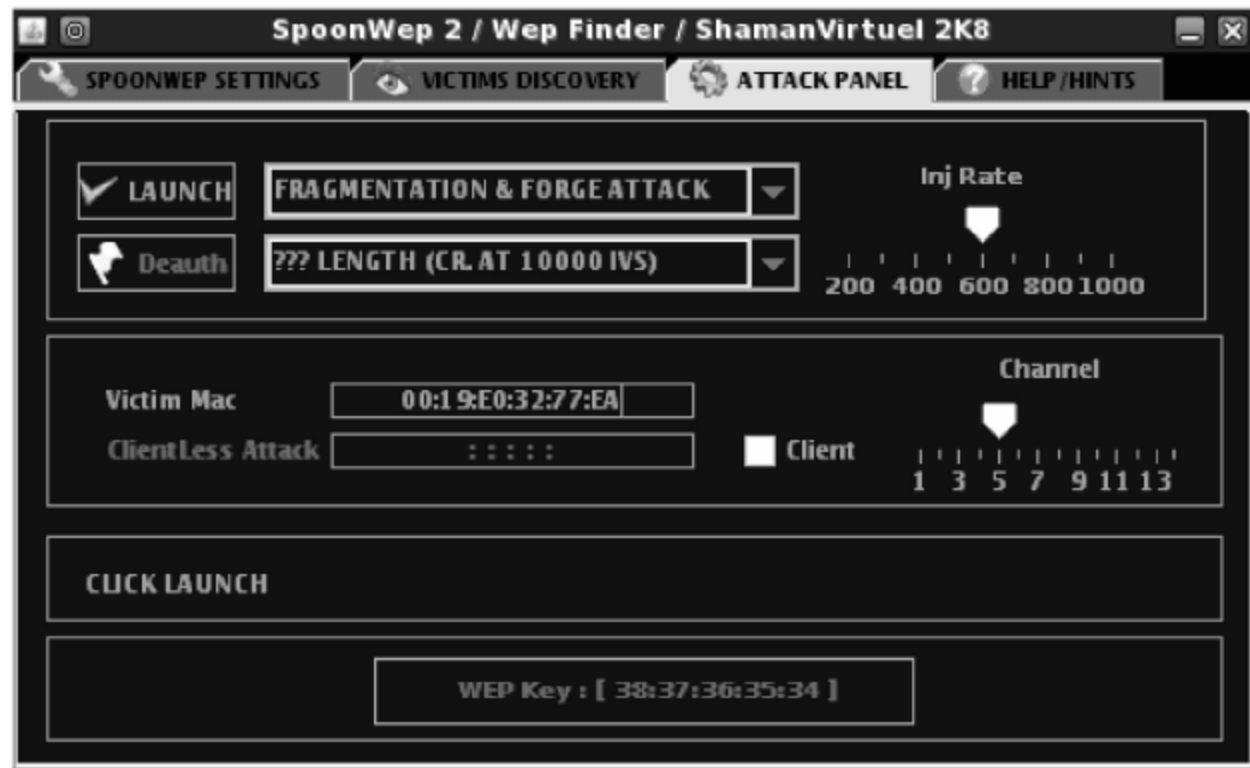 SpoonWep 2 / Wep Finder / ShamanVirtuel 2K8
SPOONWEP SETTINGS VICTIMS DISCOVERY ATTACK PANEL HELP/HINTS
LAUNCH FRAGMENTATION & FORGE ATTACK Inj Rate
Deauth ??? LENGTH (CR. AT 10000 IVS)
200 400 600 800 1000
Channel
Victim Mac 00:19:E0:32:77:EA
ClientLess Attack : : : : : Client
1 3 5 7 9 11 13
CLICK LAUNCH
WEP Key : [ 38:37:36:35:34 ]